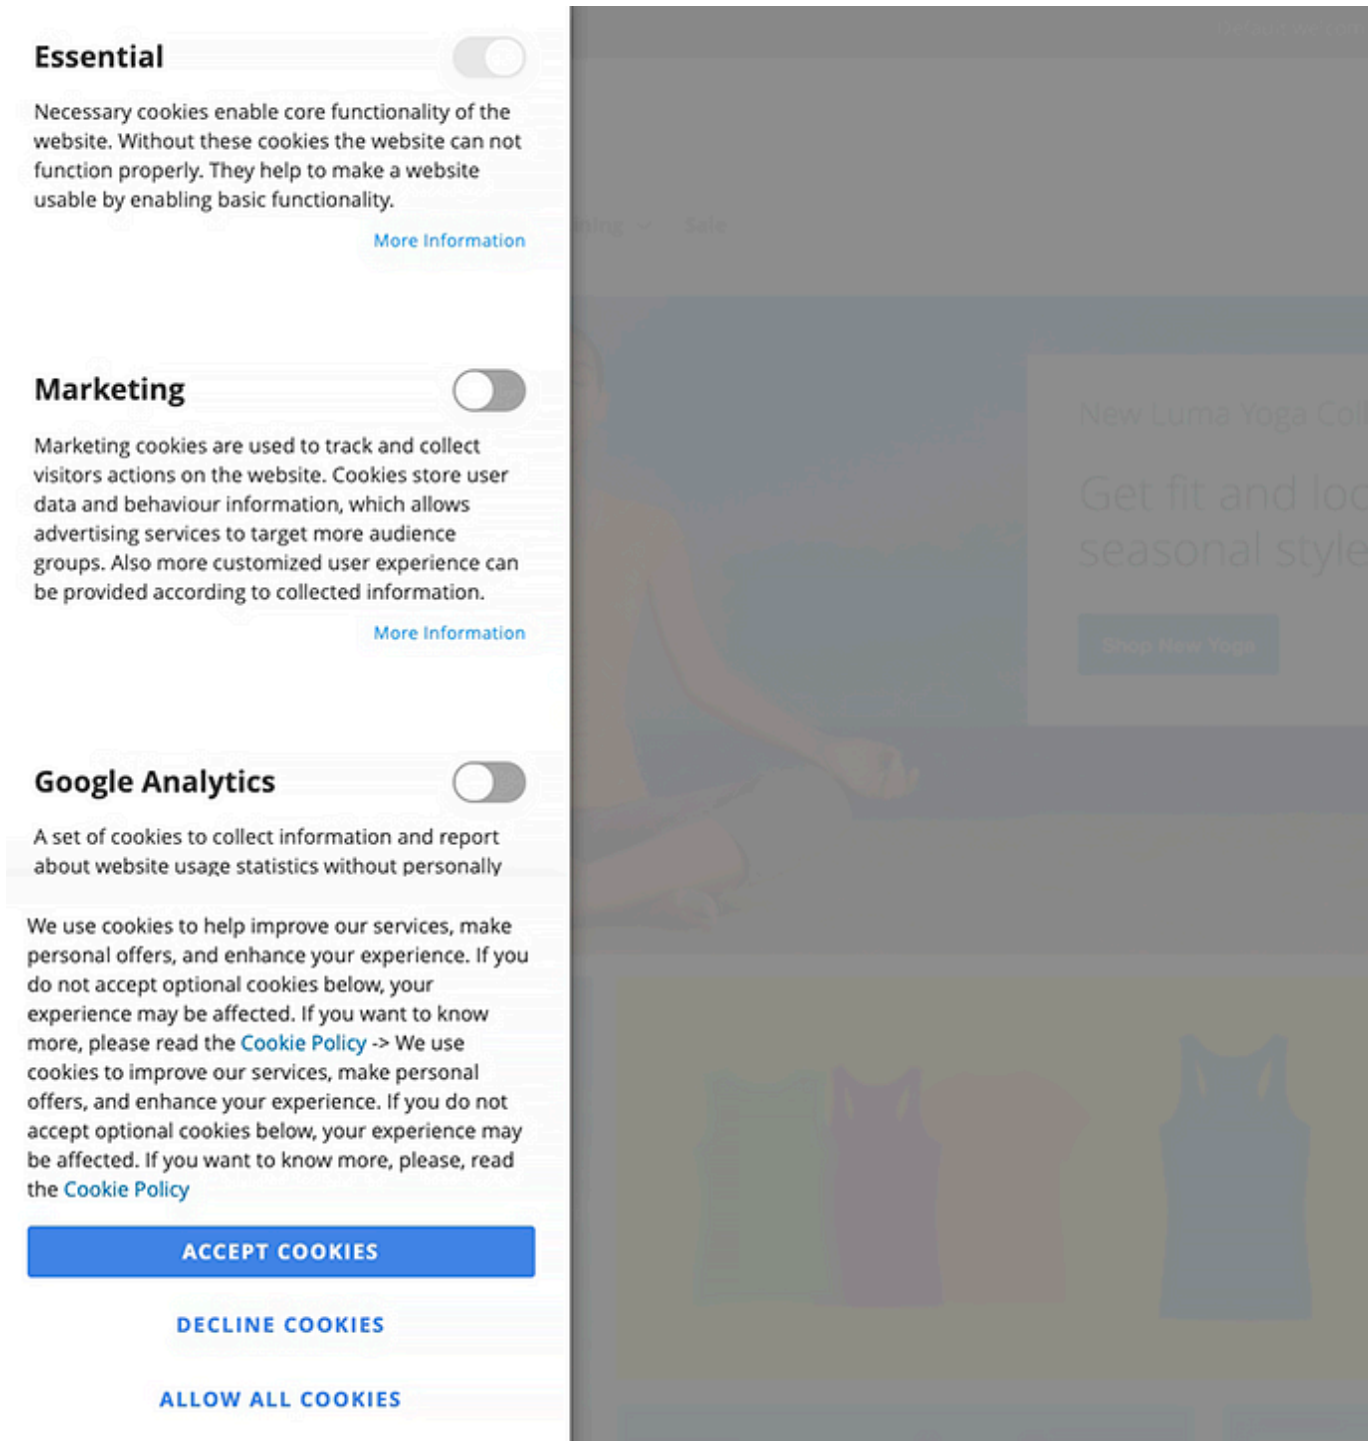 Essential
Necessary cookies enable core functionality of the
website. Without these cookies the website can not
function properly. They help to make a website
usable by enabling basic functionality.
More Information
Marketing
Marketing cookies are used to track and collect
visitors actions on the website. Cookies store user
data and behaviour information, which allows
advertising services to target more audience
groups. Also more customized user experience can
be provided according to collected information.
More Information
Google Analytics
A set of cookies to collect information and report
about website usage statistics without personally
We use cookies to help improve our services, make
personal offers, and enhance your experience. If you
do not accept optional cookies below, your
experience may be affected. If you want to know
more, please read the Cookie Policy -> We use
cookies to improve our services, make personal
offers, and enhance your experience. If you do not
accept optional cookies below, your experience may
be affected. If you want to know more, please, read
the Cookie Policy
ACCEPT COOKIES
DECLINE COOKIES
ALLOW ALL COOKIES
Default welcom
ining
Sale
New Luma Yoga Coll
Get fit and loo
seasonal style
Shop New Yoga